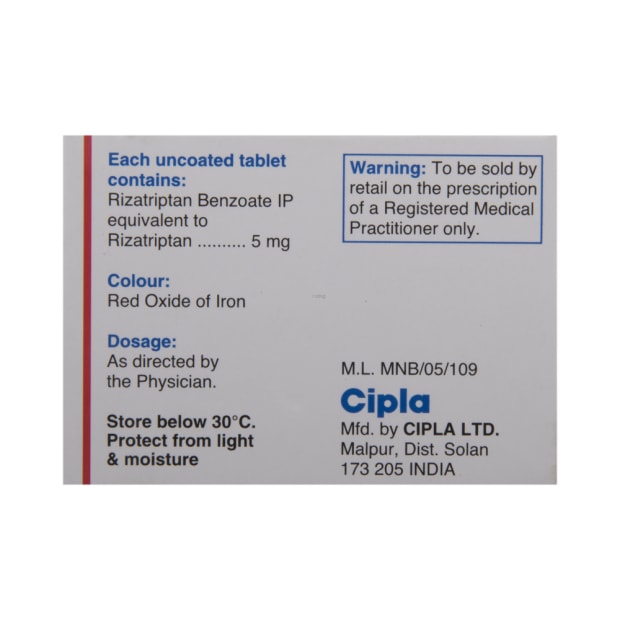 Each uncoated tablet
contains:
Rizatriptan Benzoate IP
equivalent to
Rizatriptan .......... 5 mg
Colour:
Red Oxide of Iron
Dosage:
As directed by
the Physician.
Store below 30°C.
Protect from light
& moisture
Warning: To be sold by
retail on the prescription
of a Registered Medical
Practitioner only.
M.L. MNB/05/109
Cipla
Mfd. by CIPLA LTD.
Malpur, Dist. Solan
173 205 INDIA